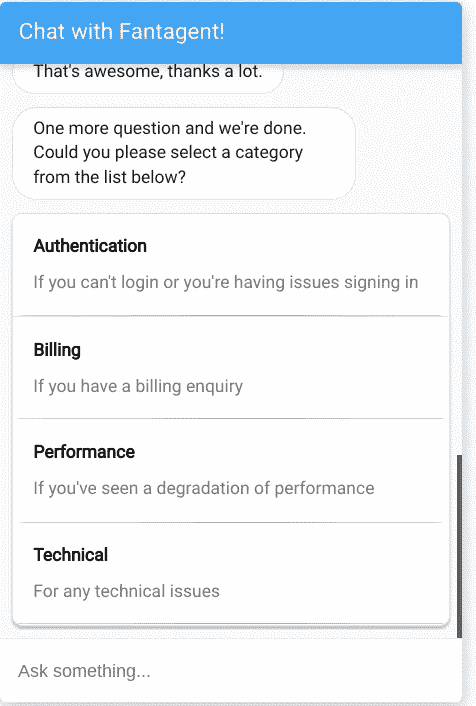 Chat with Fantagent!
That's awesome, thanks a lot.
One more question and we're done.
Could you please select a category
from the list below?
Authentication
If you can't login or you're having issues signing in
Billing
If you have a billing enquiry
Performance
If you've seen a degradation of performance
Technical
For any technical issues
Ask something...